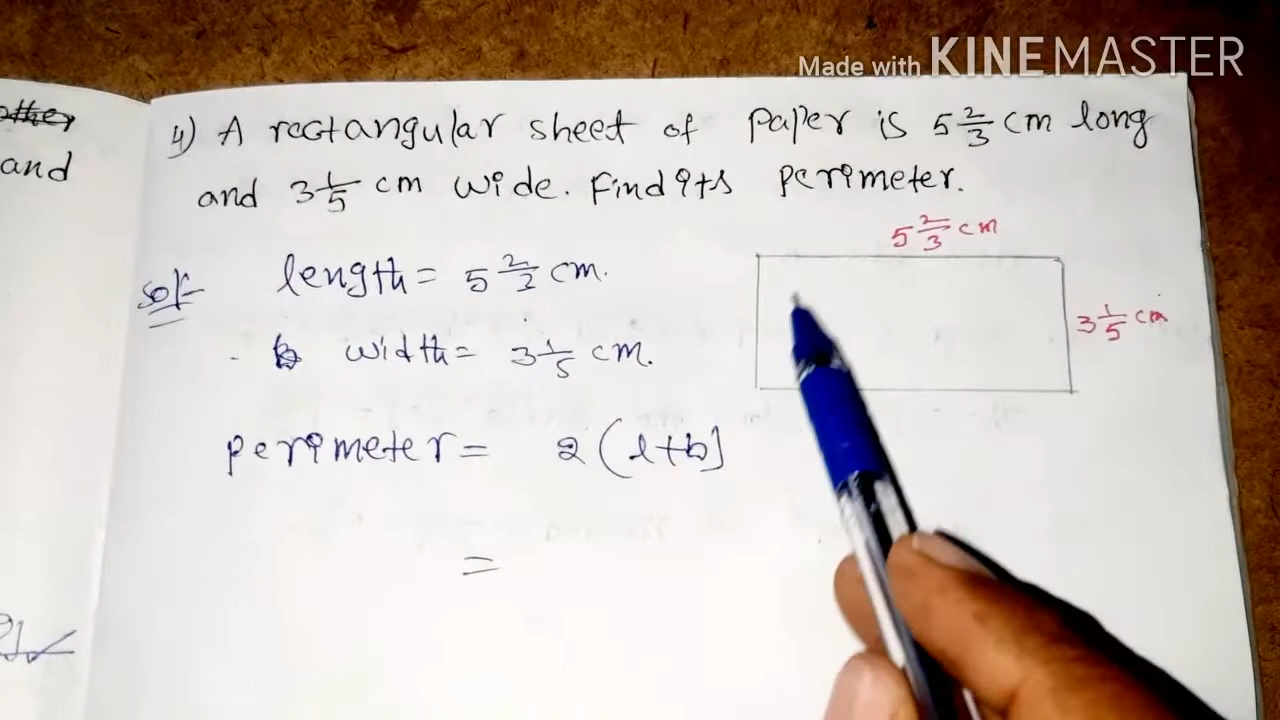 Made with KINEMASTER
other
and
4) A rectangular sheet of paper is 5 2/3 cm long
and 3 1/5 cm wide. Find its perimeter.
5 2/3 cm
3 1/5 cm
Sol:-
length = 5 2/3 cm.
width = 3 1/5 cm.
perimeter = 2 (l+b]
=